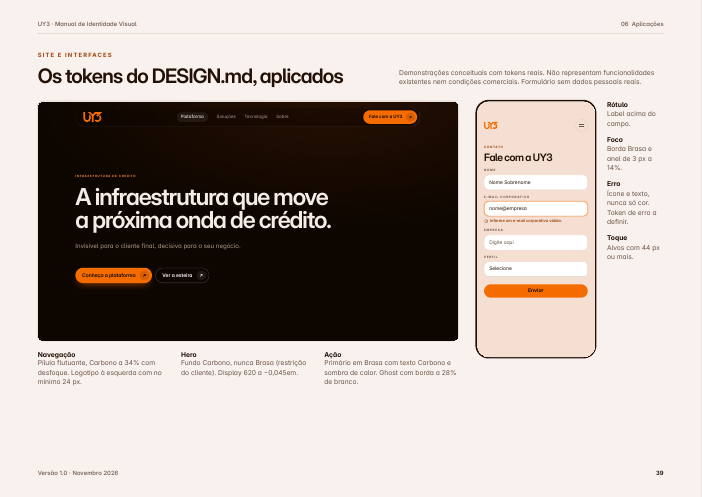 UY3 · Manual de Identidade Visual
06 Aplicações
SITE E INTERFACES
Os tokens do DESIGN.md, aplicados
Demonstrações conceituais com tokens reais. Não representam funcionalidades
existentes nem condições comerciais. Formulário sem dados pessoais.
UY3
Plataforma
Soluções
Tecnologia
Sobre
Fale com a UY3
INFRAESTRUTURA DE CRÉDITO
A infraestrutura que move
a próxima onda de crédito.
Invisível para o cliente final, decisiva para o seu negócio.
Conheça a plataforma
Ver a esteira
UY3
CONTATO
Fale com a UY3
NOME
Nome Sobrenome
E-MAIL CORPORATIVO
nome@empresa
Informe um e-mail corporativo válido.
EMPRESA
Digite aqui
PERFIL
Selecione
Enviar
Rótulo
Label acima do
campo.
Foco
Borda Brasa e
anel de 3 px a
14%.
Erro
Ícone e texto,
nunca só cor.
Token de erro a
definir.
Toque
Alvos com 44 px
ou mais.
Navegação
Pílula flutuante, Carbono a 34% com
desfoque. Logotipo à esquerda com no
mínimo 24 px.
Hero
Fundo Carbono, nunca Brasa (restrição
do cliente). Display 620 a −0,045em.
Ação
Primário em Brasa com texto Carbono e
sombra de calor. Ghost com borda a 28%
de branco.
Versão 1.0 · Novembro 2026
39